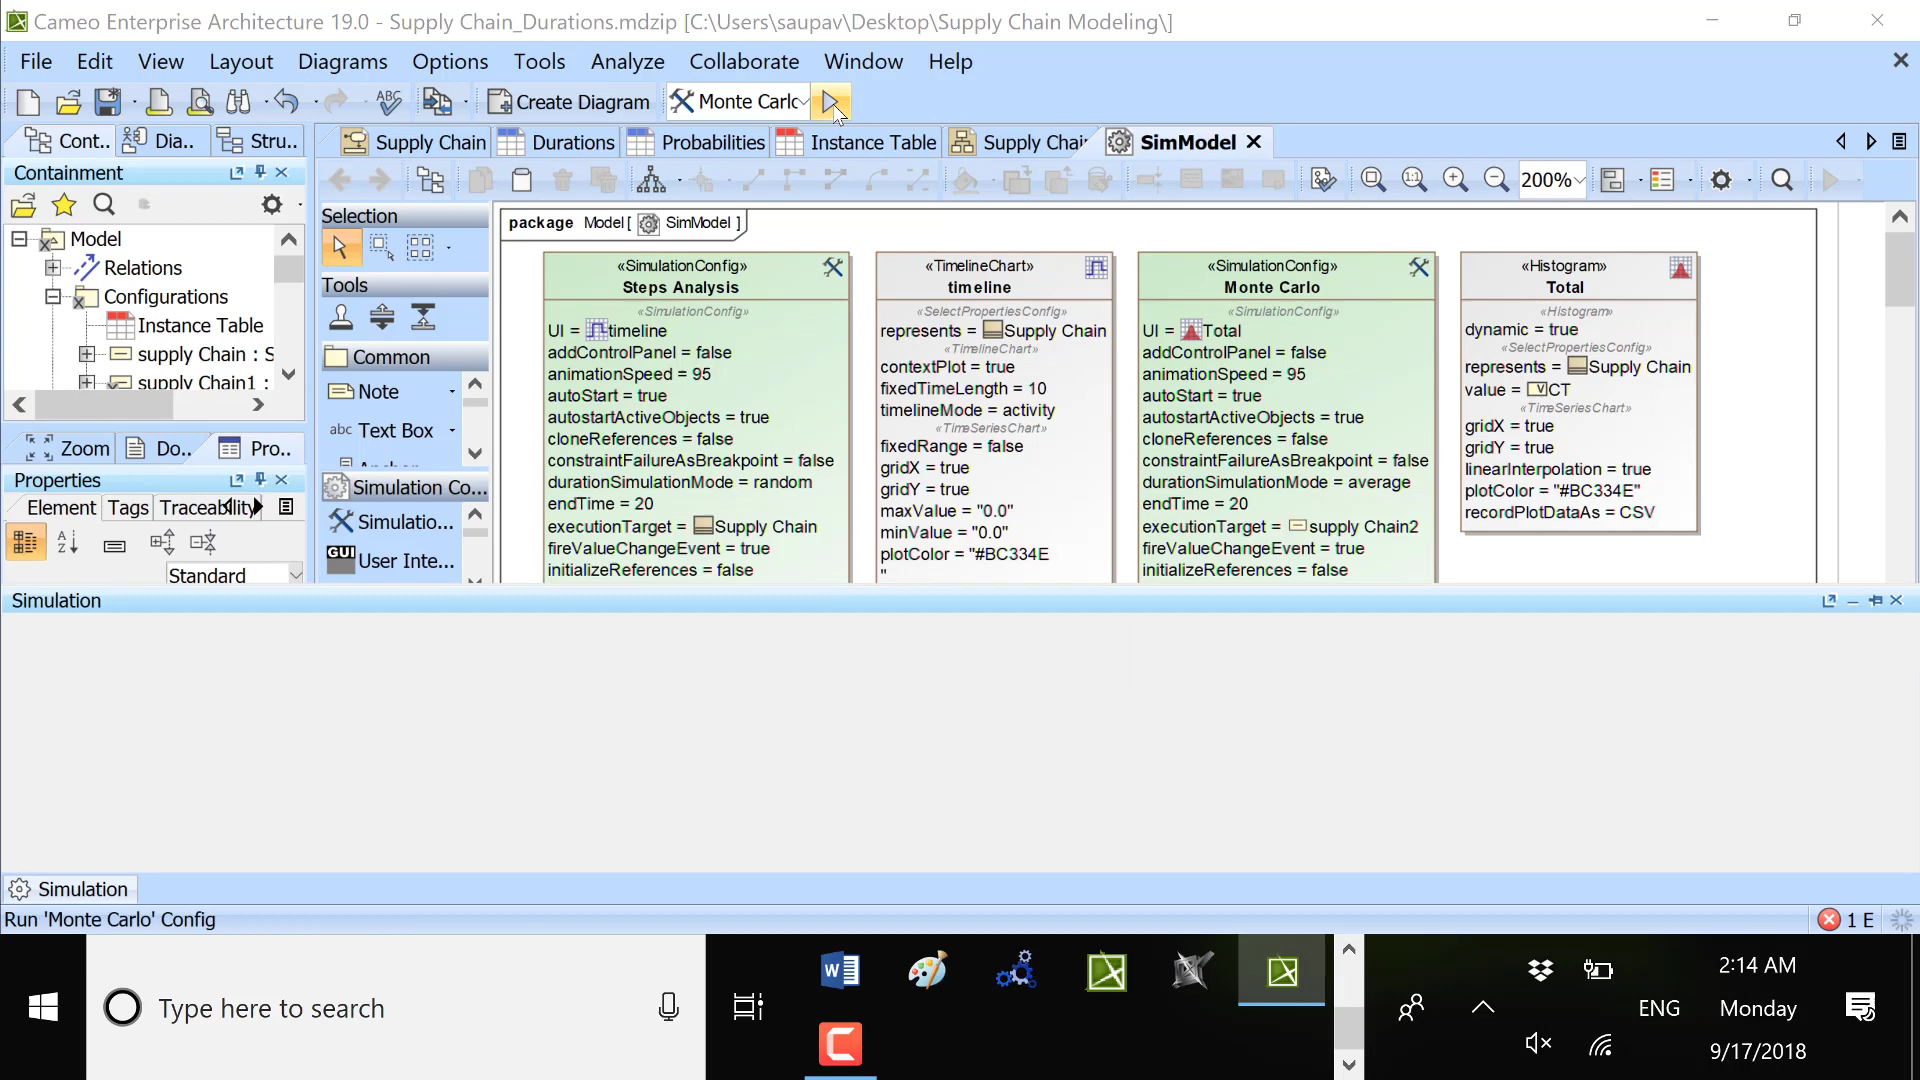 Cameo Enterprise Architecture 19.0 - Supply Chain_Durations.mdzip [C:\Users\saupav\Desktop\Supply Chain Modeling\]
File Edit View Layout Diagrams Options Tools Analyze Collaborate Window Help
ABC Create Diagram Monte Carlo
Cont.. Dia.. Stru..
Supply Chain Durations Probabilities Instance Table Supply Chain SimModel
Containment
1:1 200%
Model
Relations
Configurations
Instance Table
supply Chain : S
supply Chain1 :
Zoom Do.. Pro..
Properties
Element Tags Traceability
A Z
Standard
Selection
Tools
Common
Note
abc Text Box
Anchor
Simulation Co...
Simulatio...
GUI User Inte...
package Model [ SimModel ]
«SimulationConfig»
Steps Analysis
«SimulationConfig»
UI = timeline
addControlPanel = false
animationSpeed = 95
autoStart = true
autostartActiveObjects = true
cloneReferences = false
constraintFailureAsBreakpoint = false
durationSimulationMode = random
endTime = 20
executionTarget = Supply Chain
fireValueChangeEvent = true
initializeReferences = false
«TimelineChart»
timeline
«SelectPropertiesConfig»
represents = Supply Chain
«TimelineChart»
contextPlot = true
fixedTimeLength = 10
timelineMode = activity
«TimeSeriesChart»
fixedRange = false
gridX = true
gridY = true
maxValue = "0.0"
minValue = "0.0"
plotColor = "#BC334E
"
«SimulationConfig»
Monte Carlo
«SimulationConfig»
UI = Total
addControlPanel = false
animationSpeed = 95
autoStart = true
autostartActiveObjects = true
cloneReferences = false
constraintFailureAsBreakpoint = false
durationSimulationMode = average
endTime = 20
executionTarget = supply Chain2
fireValueChangeEvent = true
initializeReferences = false
«Histogram»
Total
«Histogram»
dynamic = true
«SelectPropertiesConfig»
represents = Supply Chain
value = V CT
«TimeSeriesChart»
gridX = true
gridY = true
linearInterpolation = true
plotColor = "#BC334E"
recordPlotDataAs = CSV
Simulation
Simulation
Run 'Monte Carlo' Config
1 E
Type here to search
ENG
2:14 AM
Monday
9/17/2018